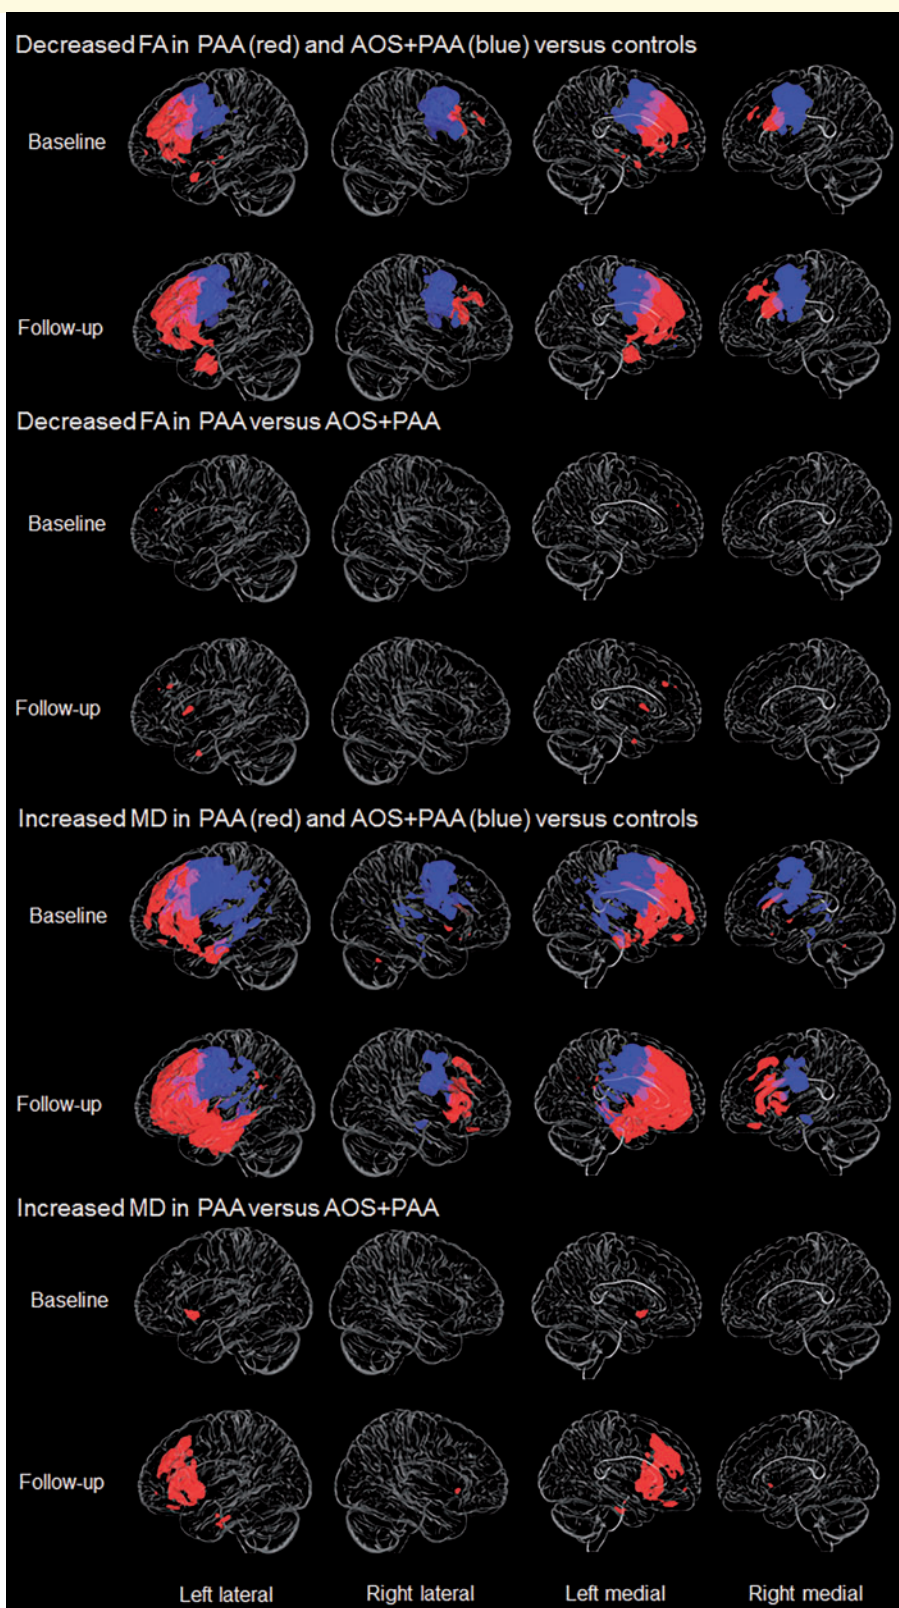 Decreased FA in PAA (red) and AOS+PAA (blue) versus controls
Baseline
Follow-up
Decreased FA in PAA versus AOS+PAA
Baseline
Follow-up
Increased MD in PAA (red) and AOS+PAA (blue) versus controls
Baseline
Follow-up
Increased MD in PAA versus AOS+PAA
Baseline
Follow-up
Left lateral Right lateral Left medial Right medial